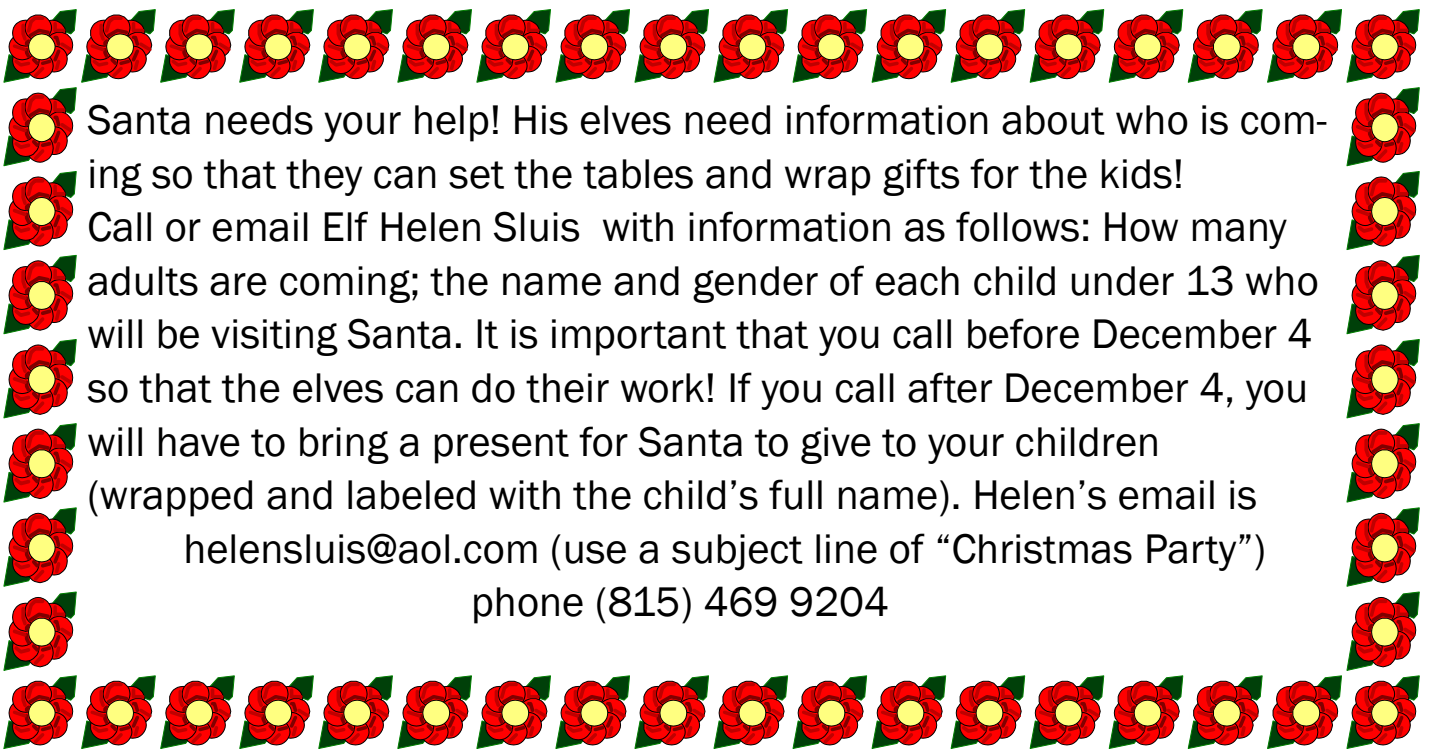 Santa needs your help! His elves need information about who is com-
ing so that they can set the tables and wrap gifts for the kids!
Call or email Elf Helen Sluis  with information as follows: How many
adults are coming; the name and gender of each child under 13 who
will be visiting Santa. It is important that you call before December 4
so that the elves can do their work! If you call after December 4, you
will have to bring a present for Santa to give to your children
(wrapped and labeled with the child’s full name). Helen’s email is
helensluis@aol.com (use a subject line of “Christmas Party”)
phone (815) 469 9204